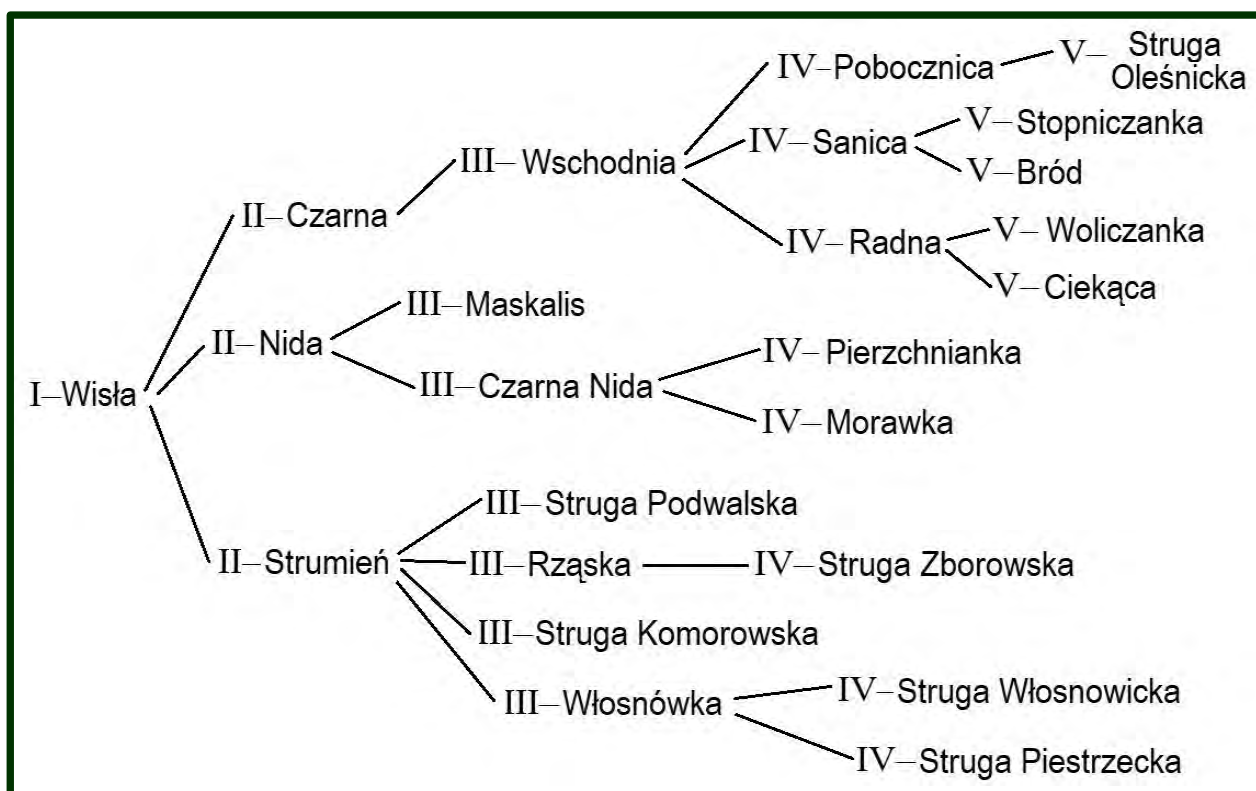 I–Wisła
II–Czarna
III–Wschodnia
IV–Pobocznica
V–Struga
Oleśnicka
IV–Sanica
V–Stopniczanka
V–Bród
IV–Radna
V–Woliczanka
V–Ciekąca
II–Nida
III–Maskalis
III–Czarna Nida
IV–Pierzchnianka
IV–Morawka
II–Strumień
III–Struga Podwalska
III–Rząska
IV–Struga Zborowska
III–Struga Komorowska
III–Włosnówka
IV–Struga Włosnowicka
IV–Struga Piestrzecka